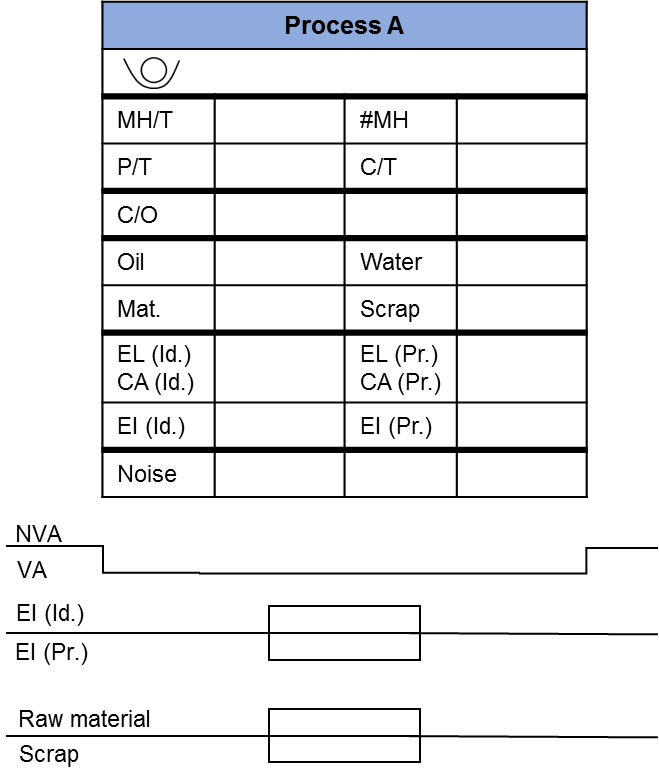 Process A
MH/T #MH
P/T C/T
C/O
Oil Water
Mat. Scrap
EL (Id.) EL (Pr.)
CA (Id.) CA (Pr.)
EI (Id.) EI (Pr.)
Noise
NVA
VA
EI (Id.)
EI (Pr.)
Raw material
Scrap